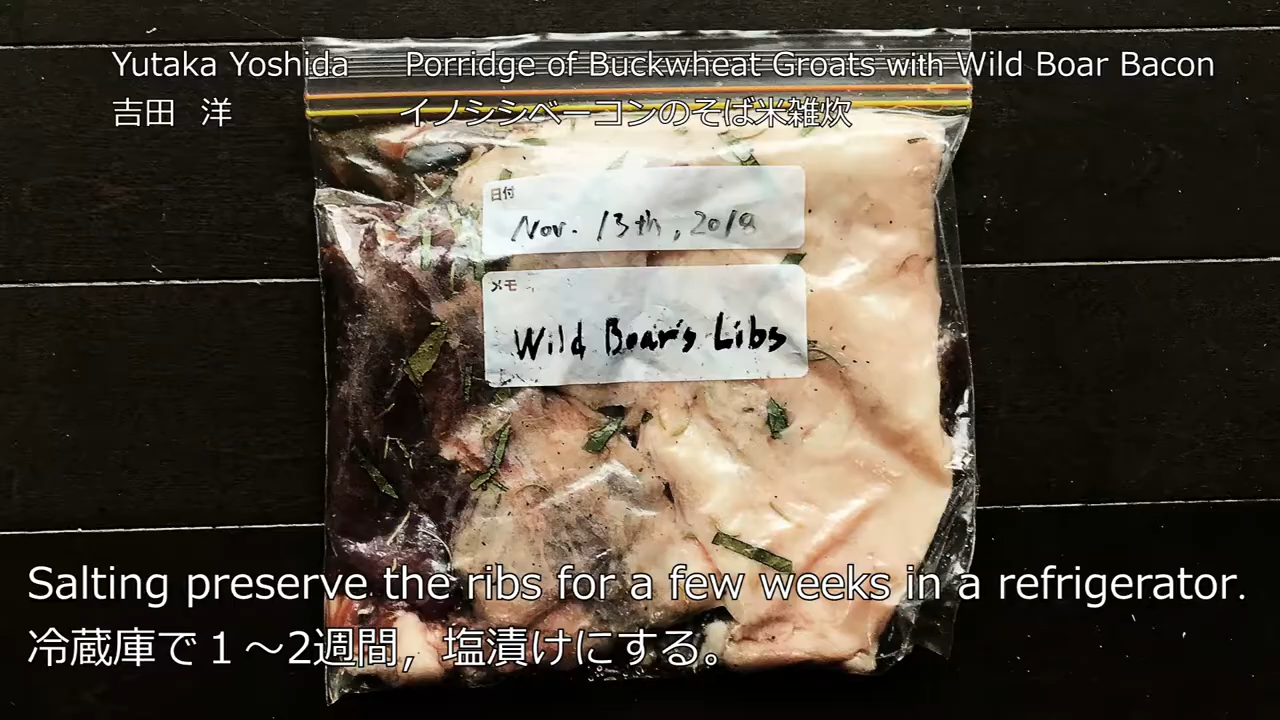 Yutaka Yoshida Porridge of Buckwheat Groats with Wild Boar Bacon
吉田 洋 イノシシベーコンのそば米雑炊
日付
Nov. 13th, 2018
メモ
Wild Boar's Libs
Salting preserve the ribs for a few weeks in a refrigerator.
冷蔵庫で１～2週間，塩漬けにする。